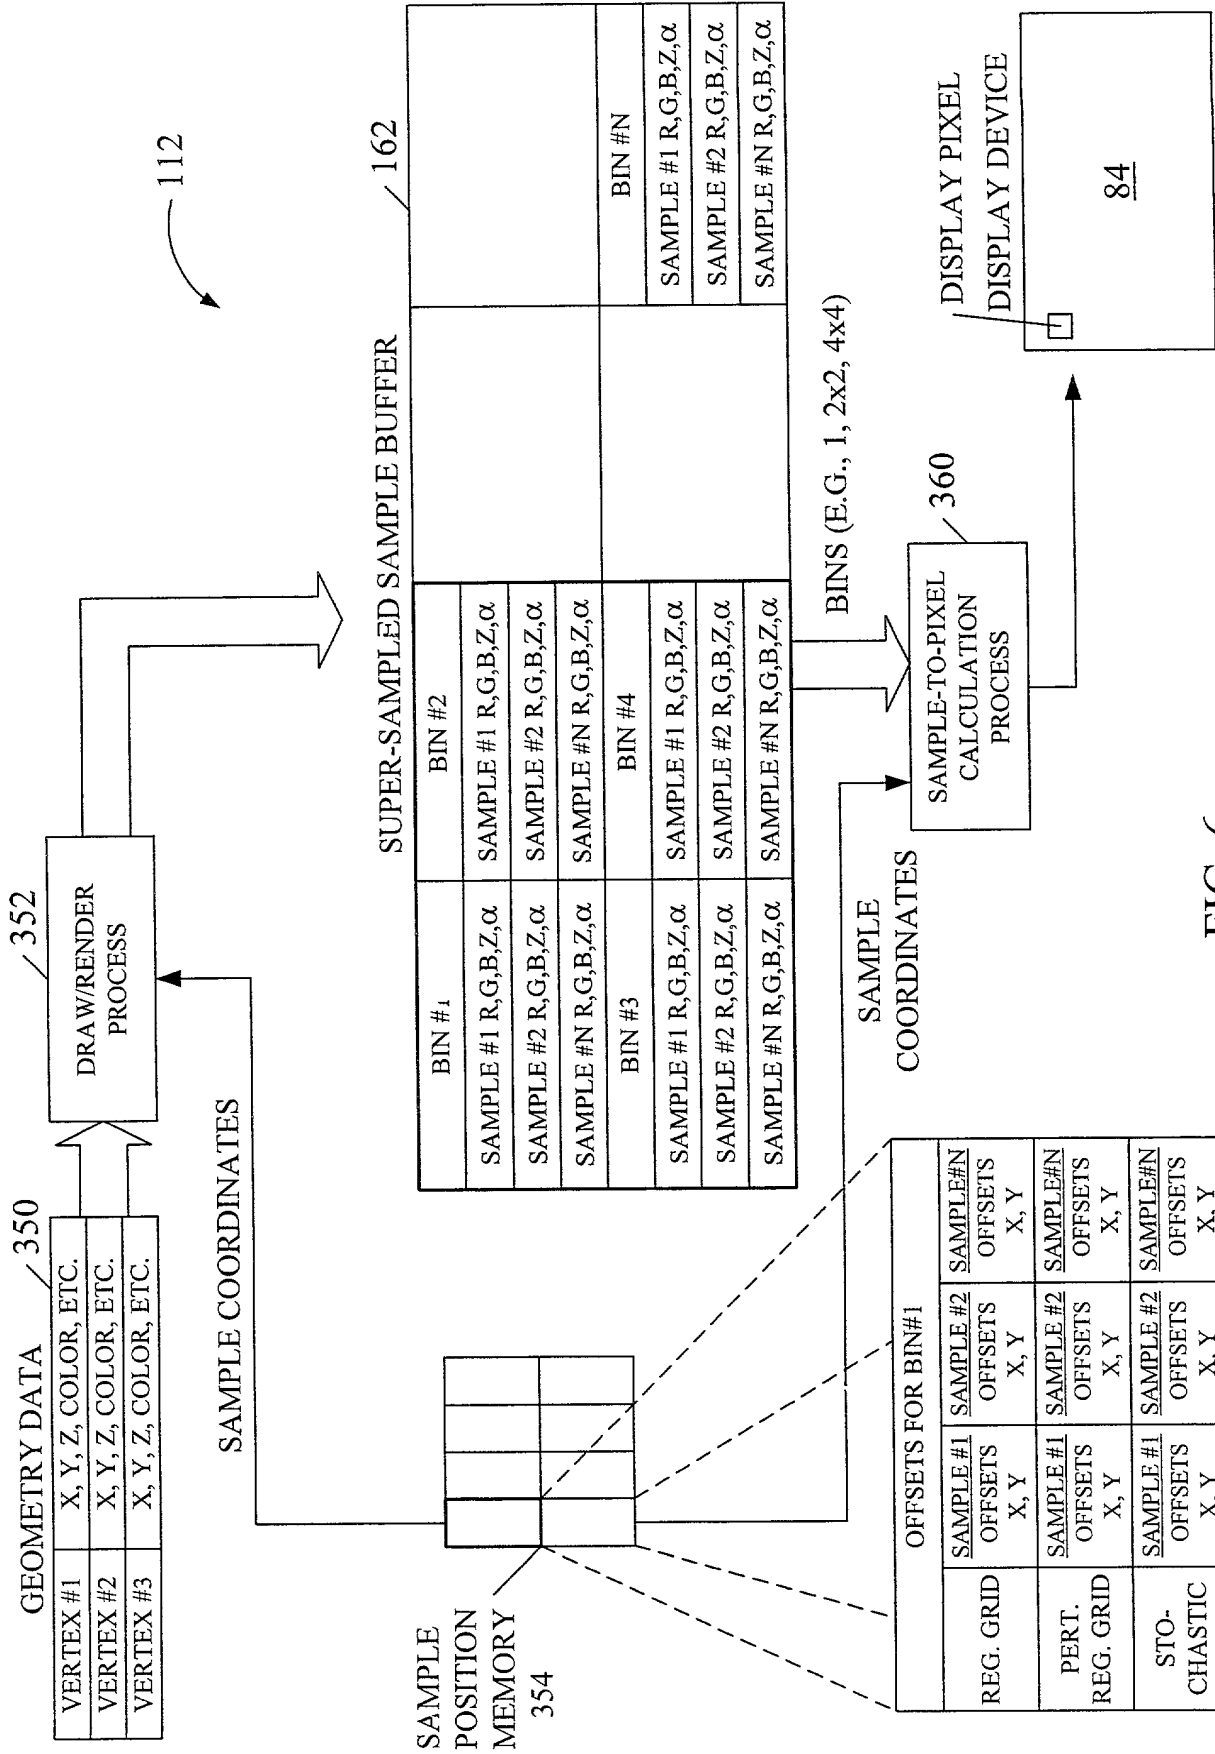 112
GEOMETRY DATA
350
VERTEX #1 X, Y, Z, COLOR, ETC.
VERTEX #2 X, Y, Z, COLOR, ETC.
VERTEX #3 X, Y, Z, COLOR, ETC.
352
DRAW/RENDER
PROCESS
SAMPLE COORDINATES
SUPER-SAMPLED SAMPLE BUFFER
162
BIN #1 BIN #2
SAMPLE #1 R,G,B,Z,α SAMPLE #1 R,G,B,Z,α
SAMPLE #2 R,G,B,Z,α SAMPLE #2 R,G,B,Z,α
SAMPLE #N R,G,B,Z,α SAMPLE #N R,G,B,Z,α
BIN #3 BIN #4 BIN #N
SAMPLE #1 R,G,B,Z,α SAMPLE #1 R,G,B,Z,α SAMPLE #1 R,G,B,Z,α
SAMPLE #2 R,G,B,Z,α SAMPLE #2 R,G,B,Z,α SAMPLE #2 R,G,B,Z,α
SAMPLE #N R,G,B,Z,α SAMPLE #N R,G,B,Z,α SAMPLE #N R,G,B,Z,α
SAMPLE
POSITION
MEMORY
354
SAMPLE
COORDINATES
BINS (E.G., 1, 2x2, 4x4)
360
SAMPLE-TO-PIXEL
CALCULATION
PROCESS
DISPLAY PIXEL
DISPLAY DEVICE
84
OFFSETS FOR BIN#1
REG. GRID
SAMPLE #1 SAMPLE #2 SAMPLE#N
OFFSETS OFFSETS OFFSETS
X, Y X, Y X, Y
PERT.
REG. GRID
SAMPLE #1 SAMPLE #2 SAMPLE#N
OFFSETS OFFSETS OFFSETS
X, Y X, Y X, Y
STO-
CHASTIC
SAMPLE #1 SAMPLE #2 SAMPLE#N
OFFSETS OFFSETS OFFSETS
X, Y X, Y X, Y
FIG.